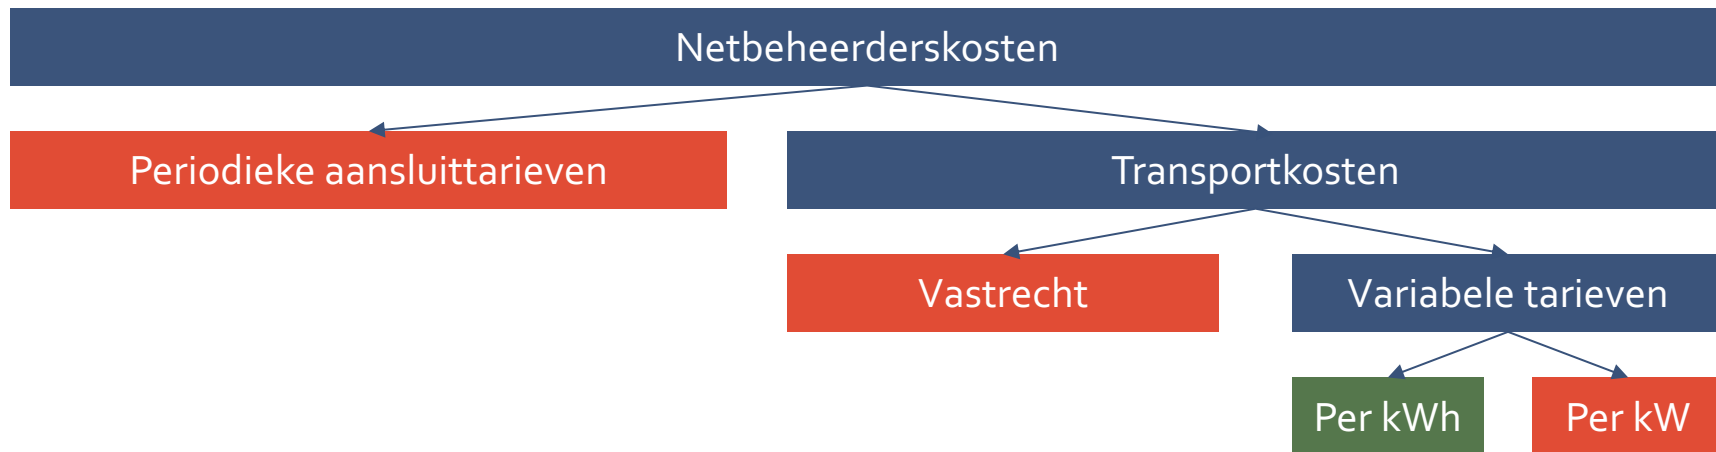 Netbeheerderskosten
Periodieke aansluittarieven
Transportkosten
Vastrecht
Variabele tarieven
Per kWh
Per kW